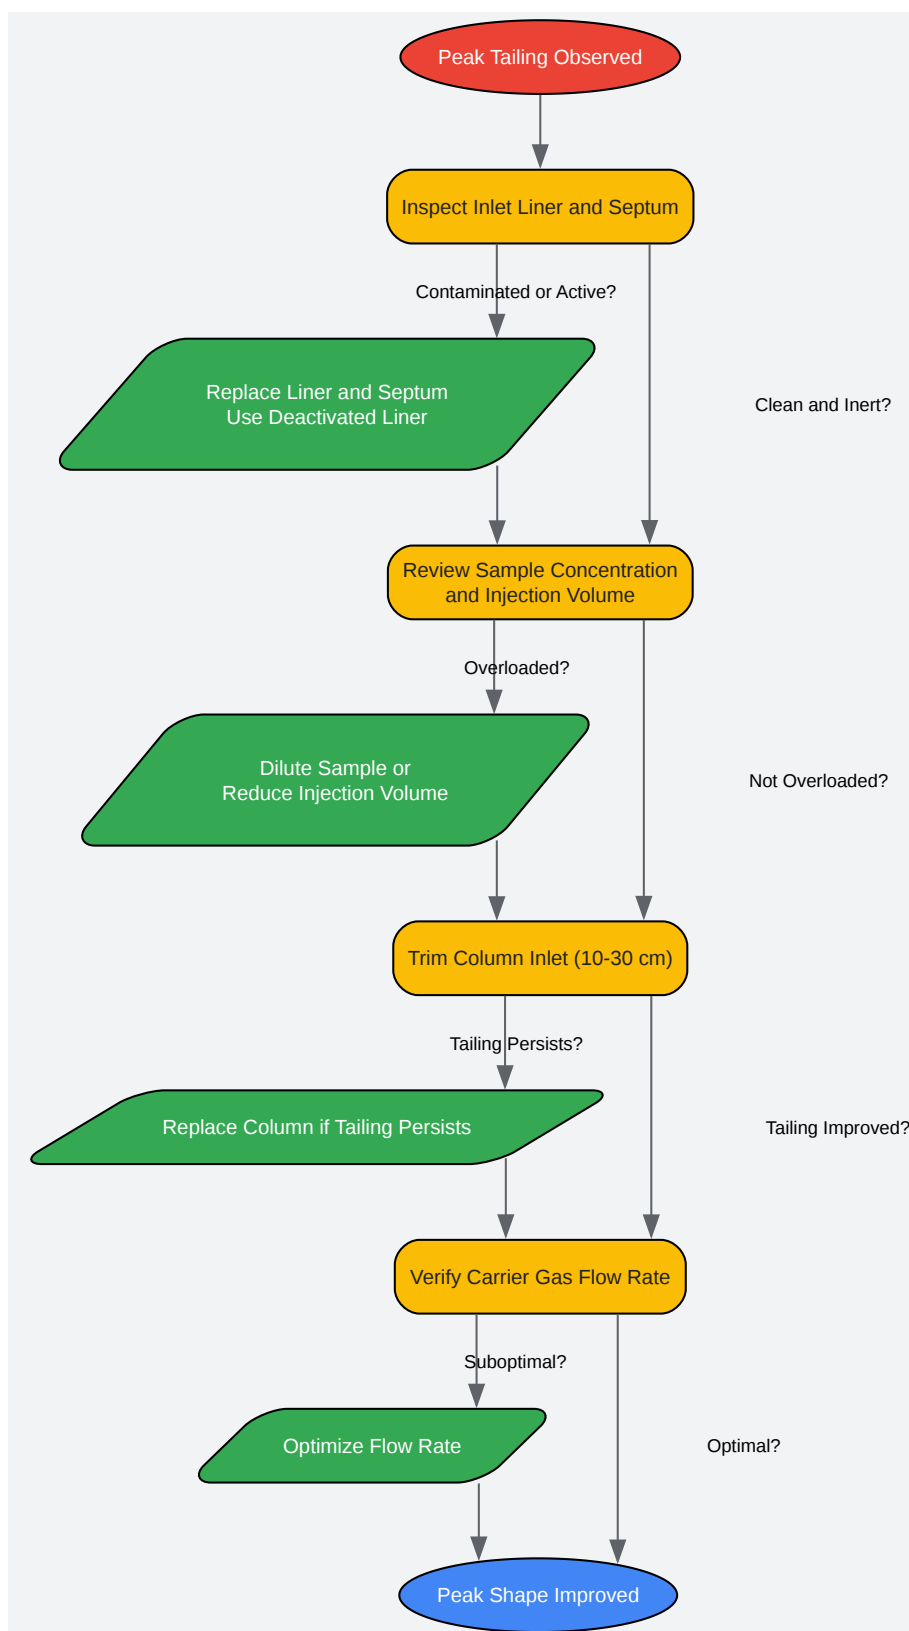 Peak Tailing Observed
Inspect Inlet Liner and Septum
Contaminated or Active?
Replace Liner and Septum
Use Deactivated Liner
Clean and Inert?
Review Sample Concentration
and Injection Volume
Overloaded?
Dilute Sample or
Reduce Injection Volume
Not Overloaded?
Trim Column Inlet (10-30 cm)
Tailing Persists?
Replace Column if Tailing Persists
Tailing Improved?
Verify Carrier Gas Flow Rate
Suboptimal?
Optimize Flow Rate
Optimal?
Peak Shape Improved